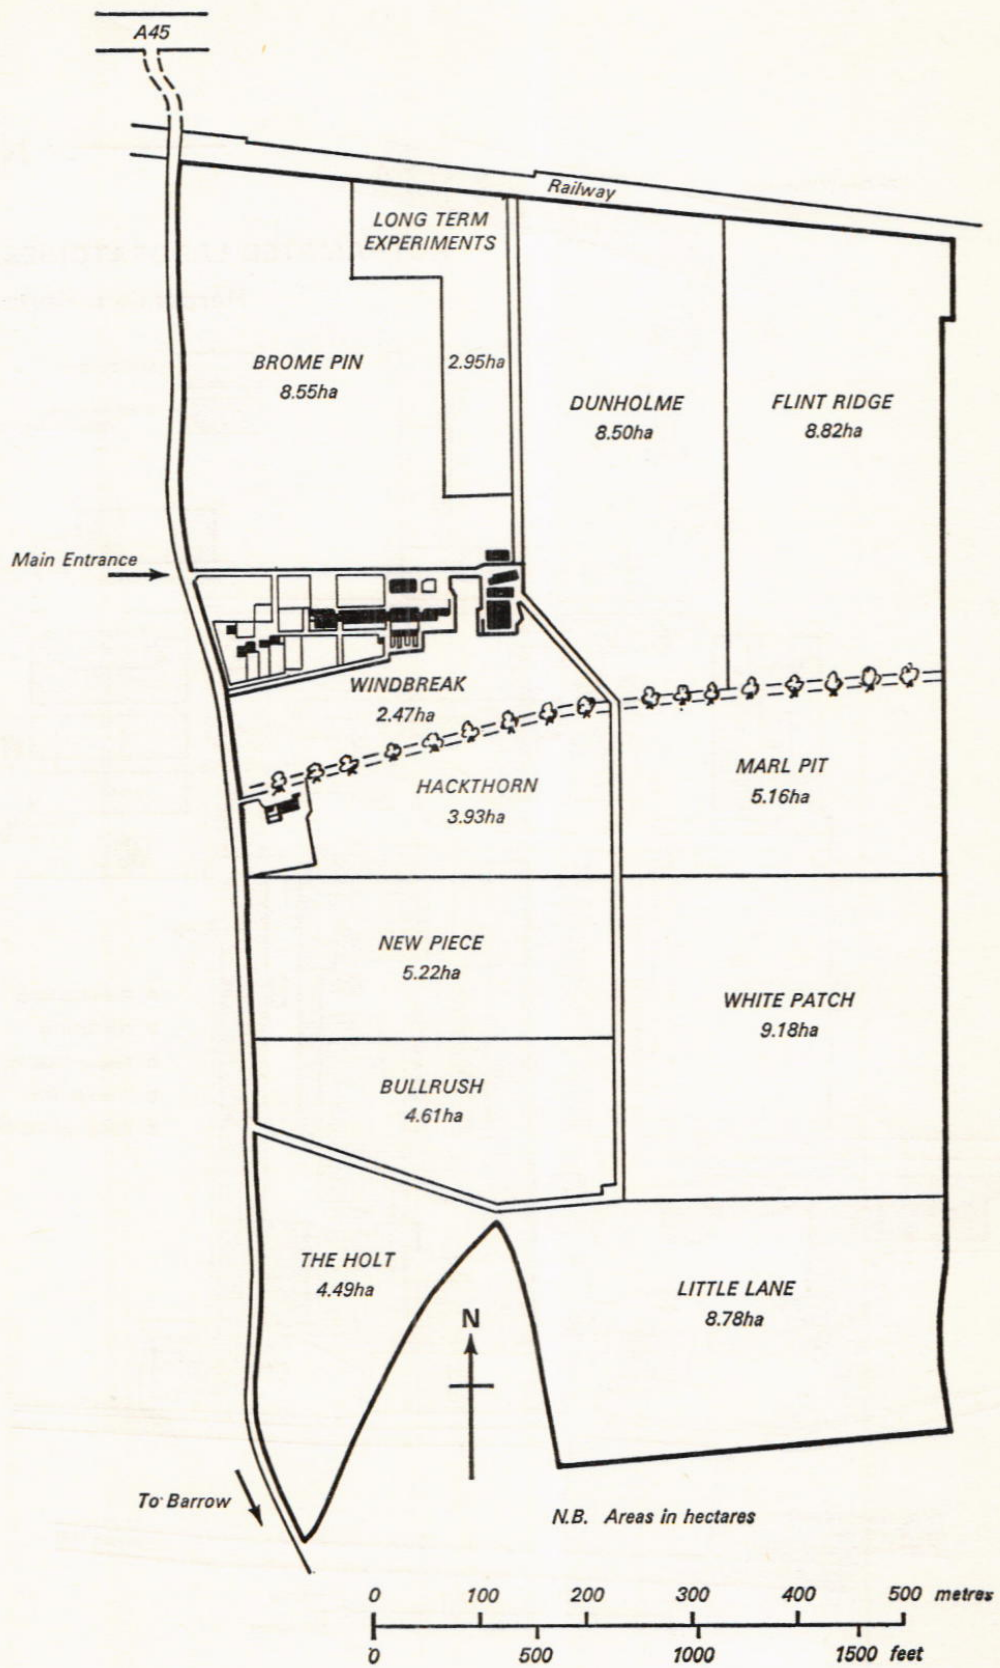 A45
Railway
LONG TERM
EXPERIMENTS
BROME PIN
8.55ha
2.95ha
DUNHOLME
8.50ha
FLINT RIDGE
8.82ha
Main Entrance
WINDBREAK
2.47ha
HACKTHORN
3.93ha
MARL PIT
5.16ha
NEW PIECE
5.22ha
WHITE PATCH
9.18ha
BULLRUSH
4.61ha
THE HOLT
4.49ha
LITTLE LANE
8.78ha
N
To Barrow
N.B. Areas in hectares
0 100 200 300 400 500 metres
0 500 1000 1500 feet